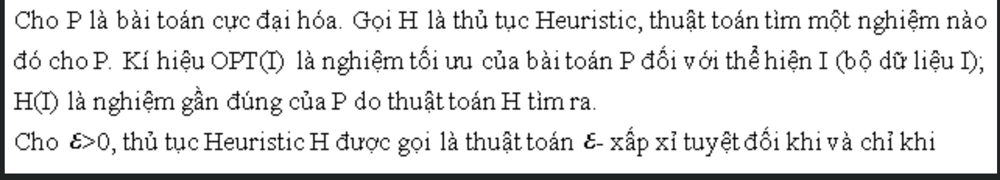 Cho P là bài toán cực đại hóa. Gọi H là thủ tục Heuristic, thuật toán tìm một nghiệm nào
đó cho P. Kí hiệu OPT(I) là nghiệm tối ưu của bài toán P đối với thể hiện I (bộ dữ liệu I);
H(I) là nghiệm gần đúng của P do thuật toán H tìm ra.
Cho ε>0, thủ tục Heuristic H được gọi là thuật toán ε- xấp xỉ tuyệt đối khi và chỉ khi